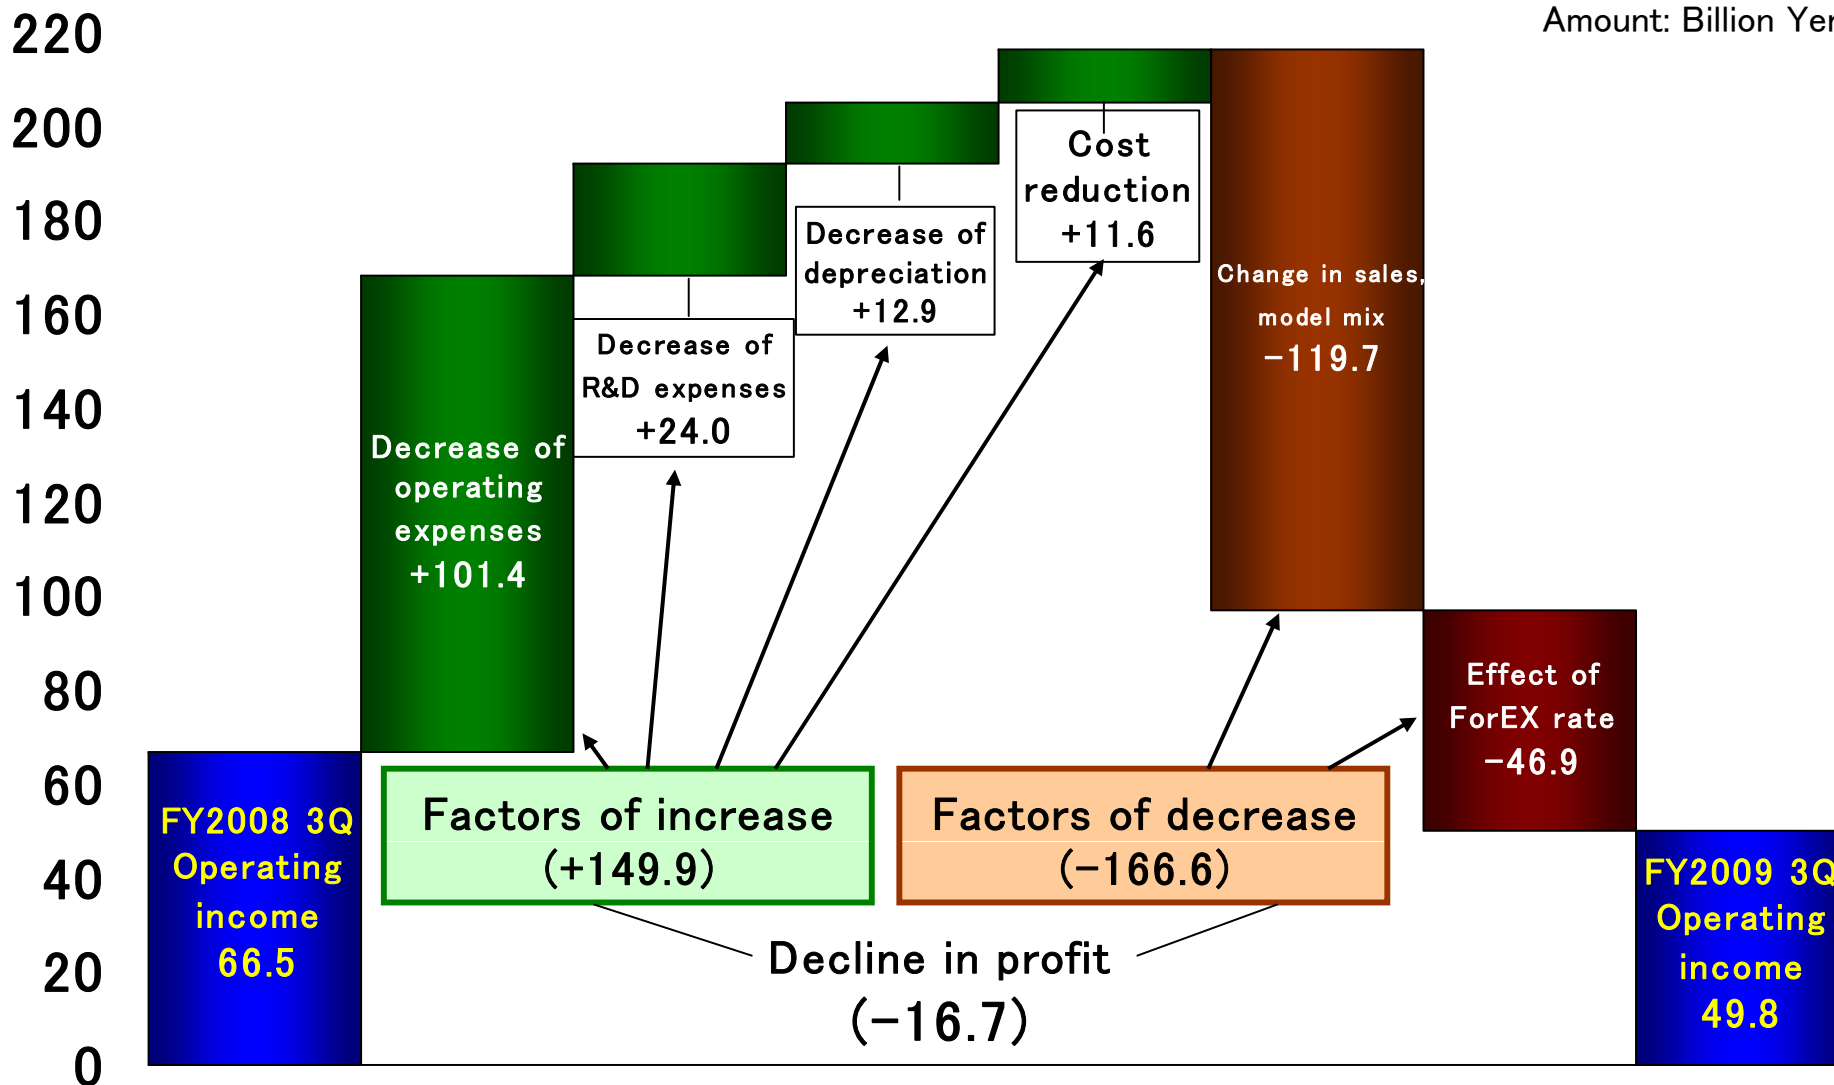 Amount: Billion Yen
220
200
180
160
140
120
100
80
60
40
20
0
FY2008 3Q
Operating
income
66.5
Decrease of
operating
expenses
+101.4
Decrease of
R&D expenses
+24.0
Decrease of
depreciation
+12.9
Cost
reduction
+11.6
Change in sales,
model mix
-119.7
Effect of
ForEX rate
-46.9
FY2009 3Q
Operating
income
49.8
Factors of increase
(+149.9)
Factors of decrease
(-166.6)
Decline in profit
(-16.7)